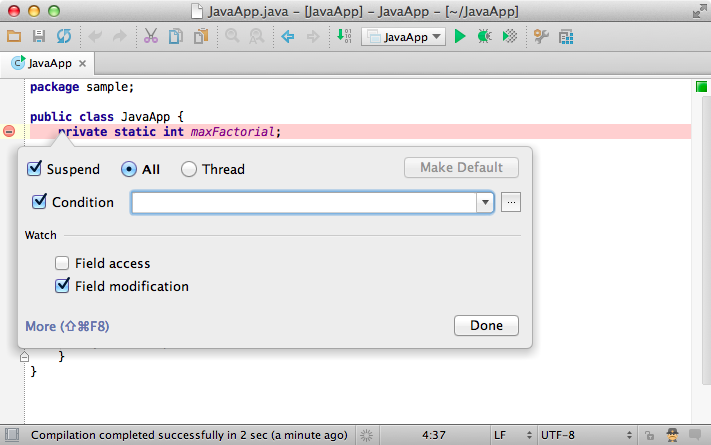 JavaApp.java – [JavaApp] – JavaApp – [~/JavaApp]
JavaApp
JavaApp
package sample;
public class JavaApp {
private static int maxFactorial;
Suspend All Thread Make Default
Condition ...
Watch
Field access
Field modification
More (⇧⌘F8) Done
}
}
Compilation completed successfully in 2 sec (a minute ago) 4:37 LF UTF-8